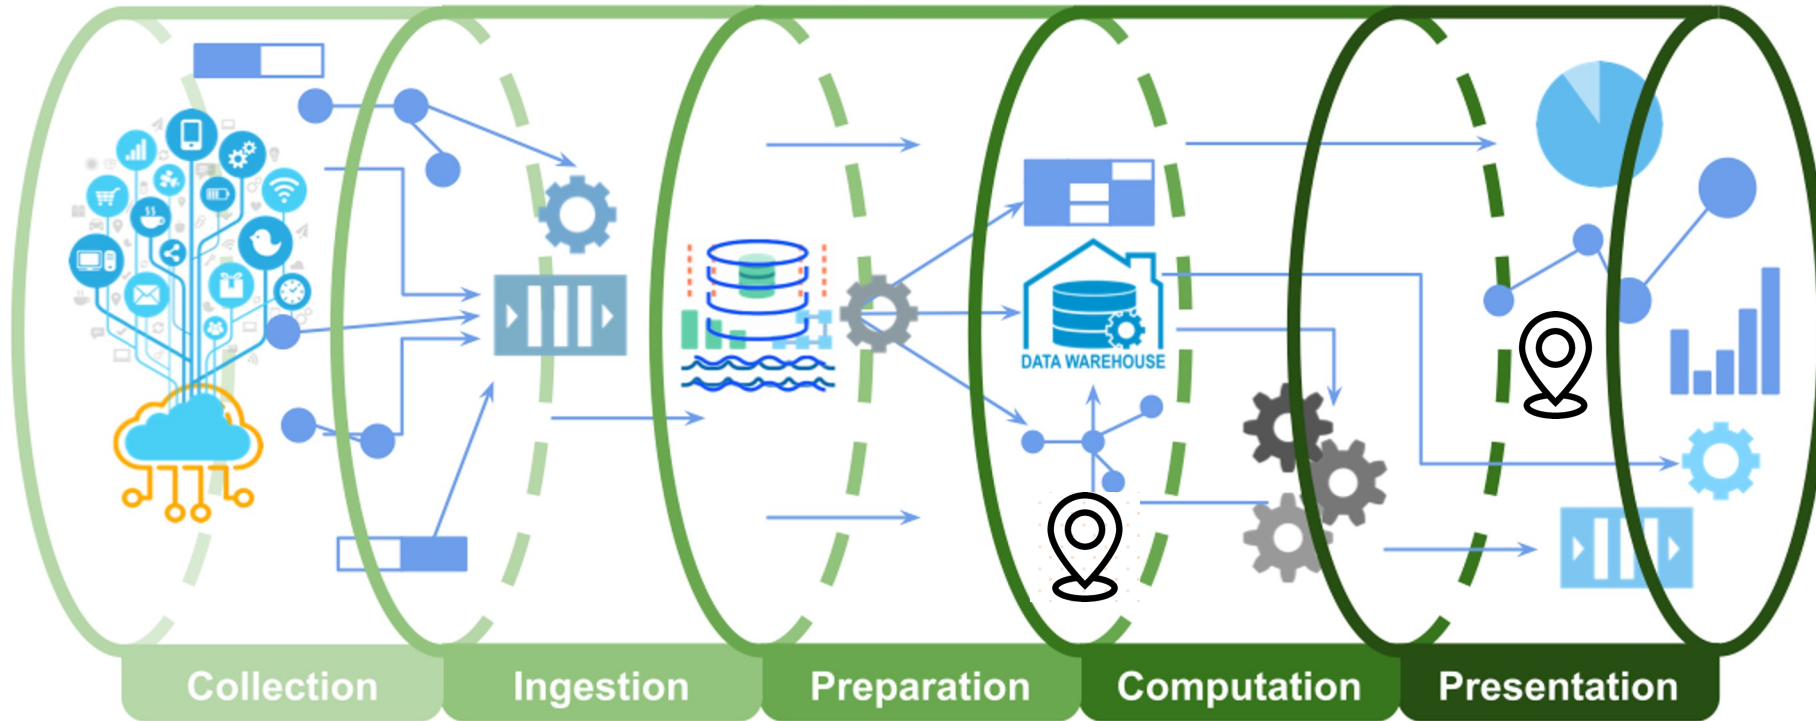 DATA WAREHOUSE
Collection
Ingestion
Preparation
Computation
Presentation